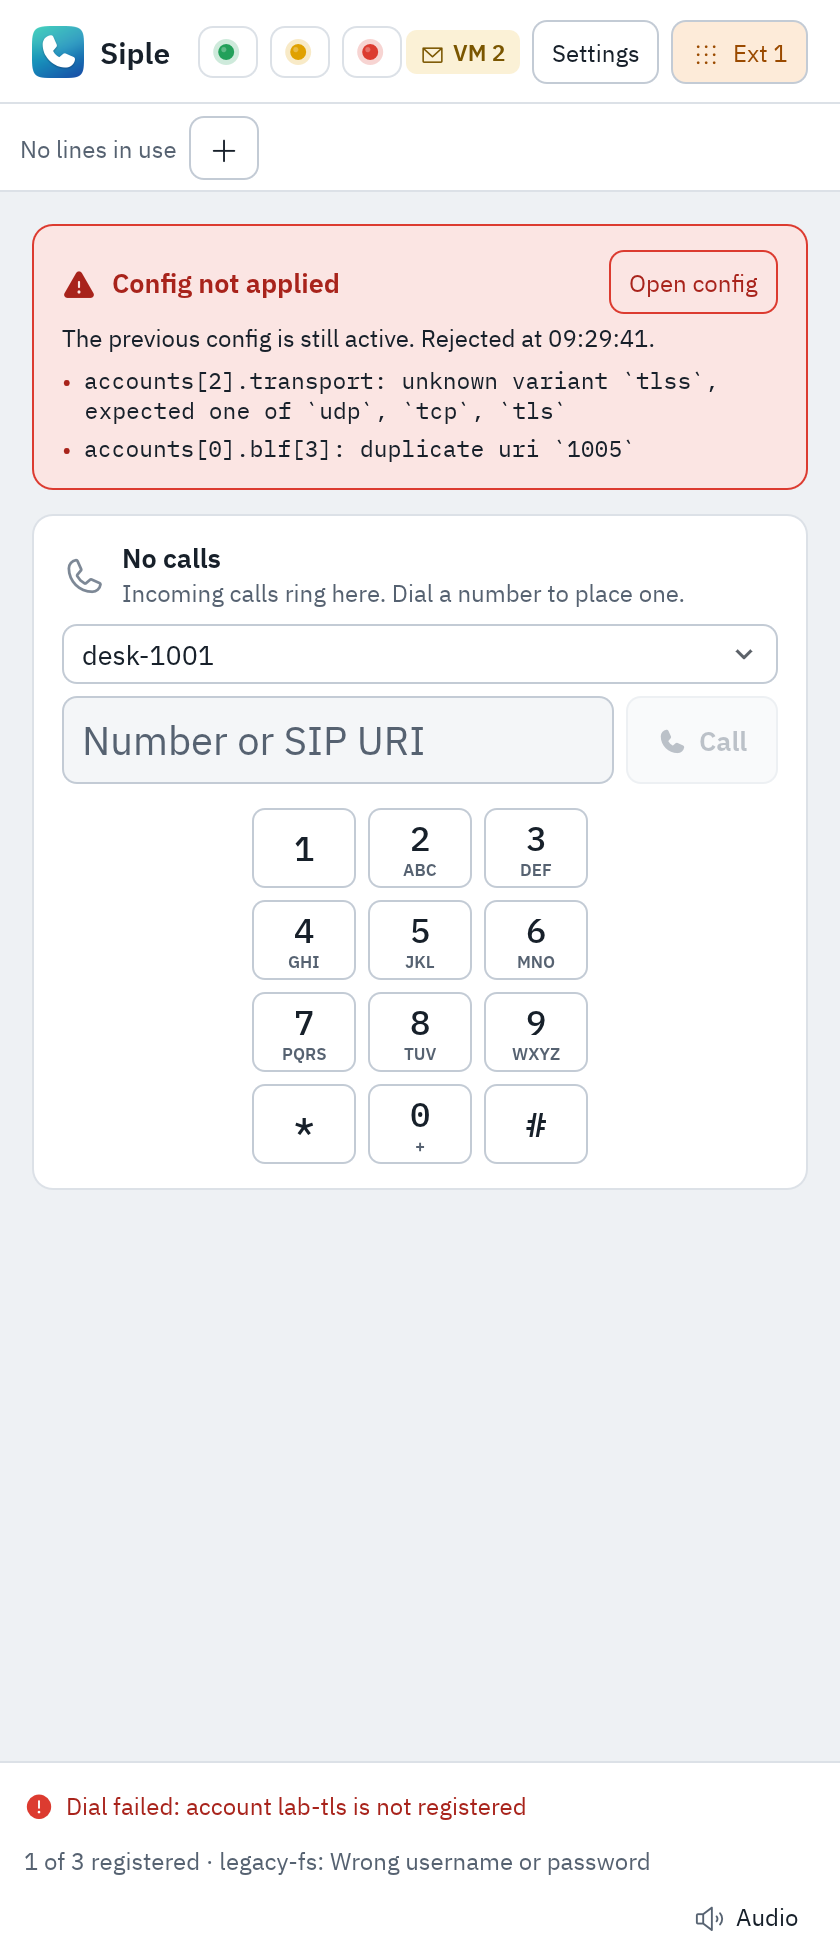 Siple
VM 2
Settings
Ext 1
No lines in use
Config not applied
Open config
The previous config is still active. Rejected at 09:29:41.
• accounts[2].transport: unknown variant `tlss`,
expected one of `udp`, `tcp`, `tls`
• accounts[0].blf[3]: duplicate uri `1005`
No calls
Incoming calls ring here. Dial a number to place one.
desk-1001
Number or SIP URI
Call
1
2
ABC
3
DEF
4
GHI
5
JKL
6
MNO
7
PQRS
8
TUV
9
WXYZ
*
0
+
#
Dial failed: account lab-tls is not registered
1 of 3 registered · legacy-fs: Wrong username or password
Audio